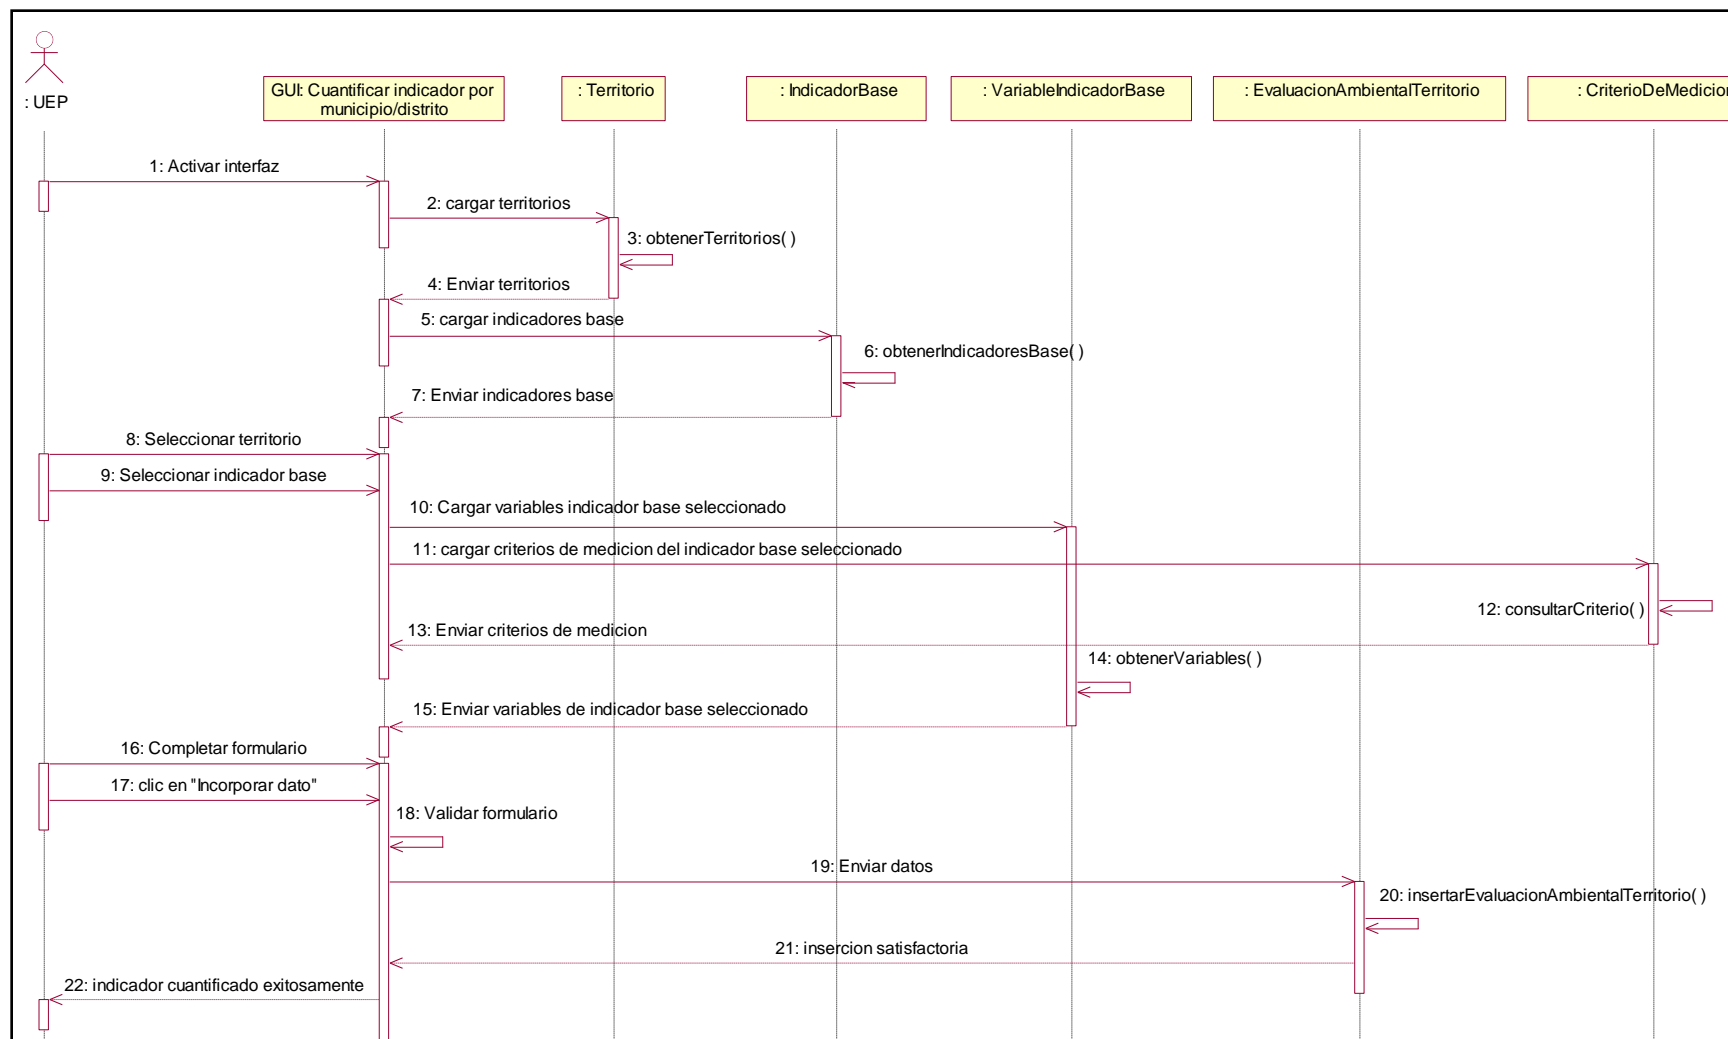 : UEP
GUI: Cuantificar indicador por
municipio/distrito
: Territorio
: IndicadorBase
: VariableIndicadorBase
: EvaluacionAmbientalTerritorio
: CriterioDeMedicion
1: Activar interfaz
2: cargar territorios
3: obtenerTerritorios( )
4: Enviar territorios
5: cargar indicadores base
6: obtenerIndicadoresBase( )
7: Enviar indicadores base
8: Seleccionar territorio
9: Seleccionar indicador base
10: Cargar variables indicador base seleccionado
11: cargar criterios de medicion del indicador base seleccionado
12: consultarCriterio( )
13: Enviar criterios de medicion
14: obtenerVariables( )
15: Enviar variables de indicador base seleccionado
16: Completar formulario
17: clic en "Incorporar dato"
18: Validar formulario
19: Enviar datos
20: insertarEvaluacionAmbientalTerritorio( )
21: insercion satisfactoria
22: indicador cuantificado exitosamente